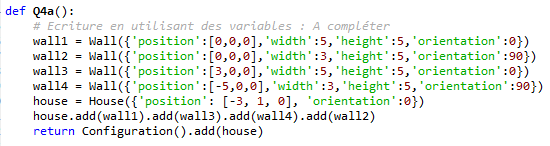 def Q4a():
    # Ecriture en utilisant des variables : A compléter
    wall1 = Wall({'position':[0,0,0],'width':5,'height':5,'orientation':0})
    wall2 = Wall({'position':[0,0,0],'width':3,'height':5,'orientation':90})
    wall3 = Wall({'position':[3,0,0],'width':5,'height':5,'orientation':0})
    wall4 = Wall({'position':[-5,0,0],'width':3,'height':5,'orientation':90})
    house = House({'position': [-3, 1, 0], 'orientation':0})
    house.add(wall1).add(wall3).add(wall4).add(wall2)
    return Configuration().add(house)